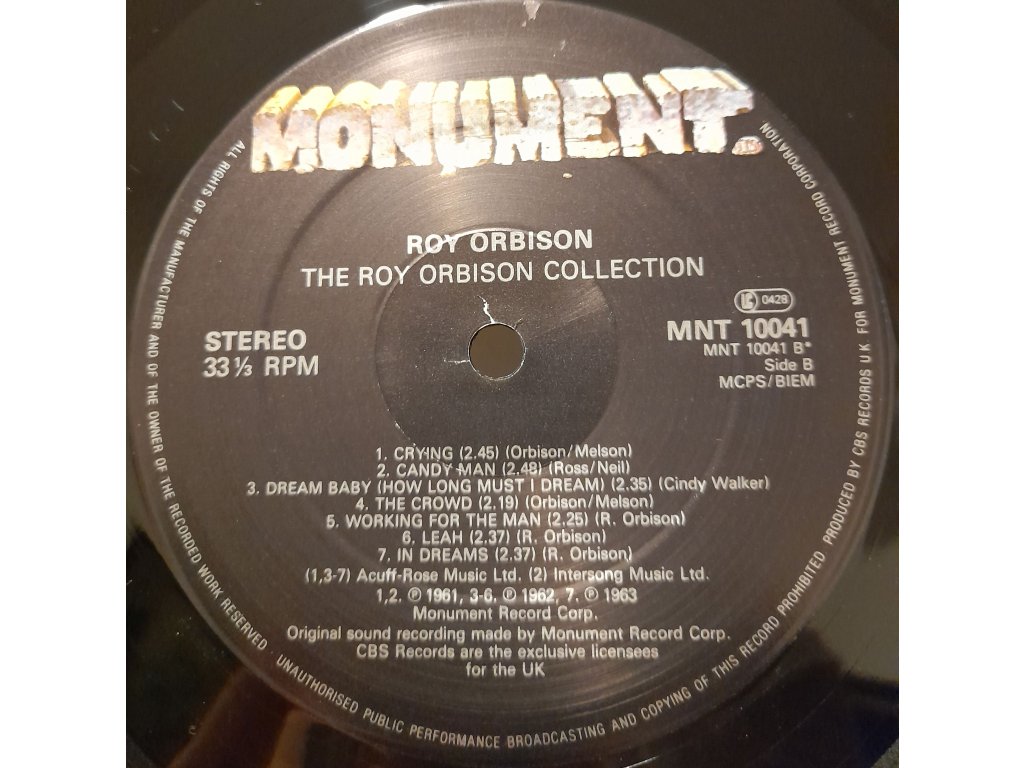 MONUMENT.
ROY ORBISON
THE ROY ORBISON COLLECTION
0428
STEREO
33 ⅓ RPM
MNT 10041
MNT 10041 B*
Side B
MCPS/BIEM
1. CRYING (2.45) (Orbison/Melson)
2. CANDY MAN (2.48) (Ross/Neil)
3. DREAM BABY (HOW LONG MUST I DREAM) (2.35) (Cindy Walker)
4. THE CROWD (2.19) (Orbison/Melson)
5. WORKING FOR THE MAN (2.25) (R. Orbison)
6. LEAH (2.37) (R. Orbison)
7. IN DREAMS (2.37) (R. Orbison)
(1,3-7) Acuff-Rose Music Ltd. (2) Intersong Music Ltd.
1,2. ℗ 1961, 3-6. ℗ 1962, 7. ℗ 1963
Monument Record Corp.
Original sound recording made by Monument Record Corp.
CBS Records are the exclusive licensees
for the UK
ALL RIGHTS OF THE MANUFACTURER AND OF THE OWNER OF THE RECORDED WORK RESERVED. UNAUTHORISED PUBLIC PERFORMANCE BROADCASTING AND COPYING OF THIS RECORD PROHIBITED. PRODUCED BY CBS RECORDS UK FOR MONUMENT RECORD CORPORATION.